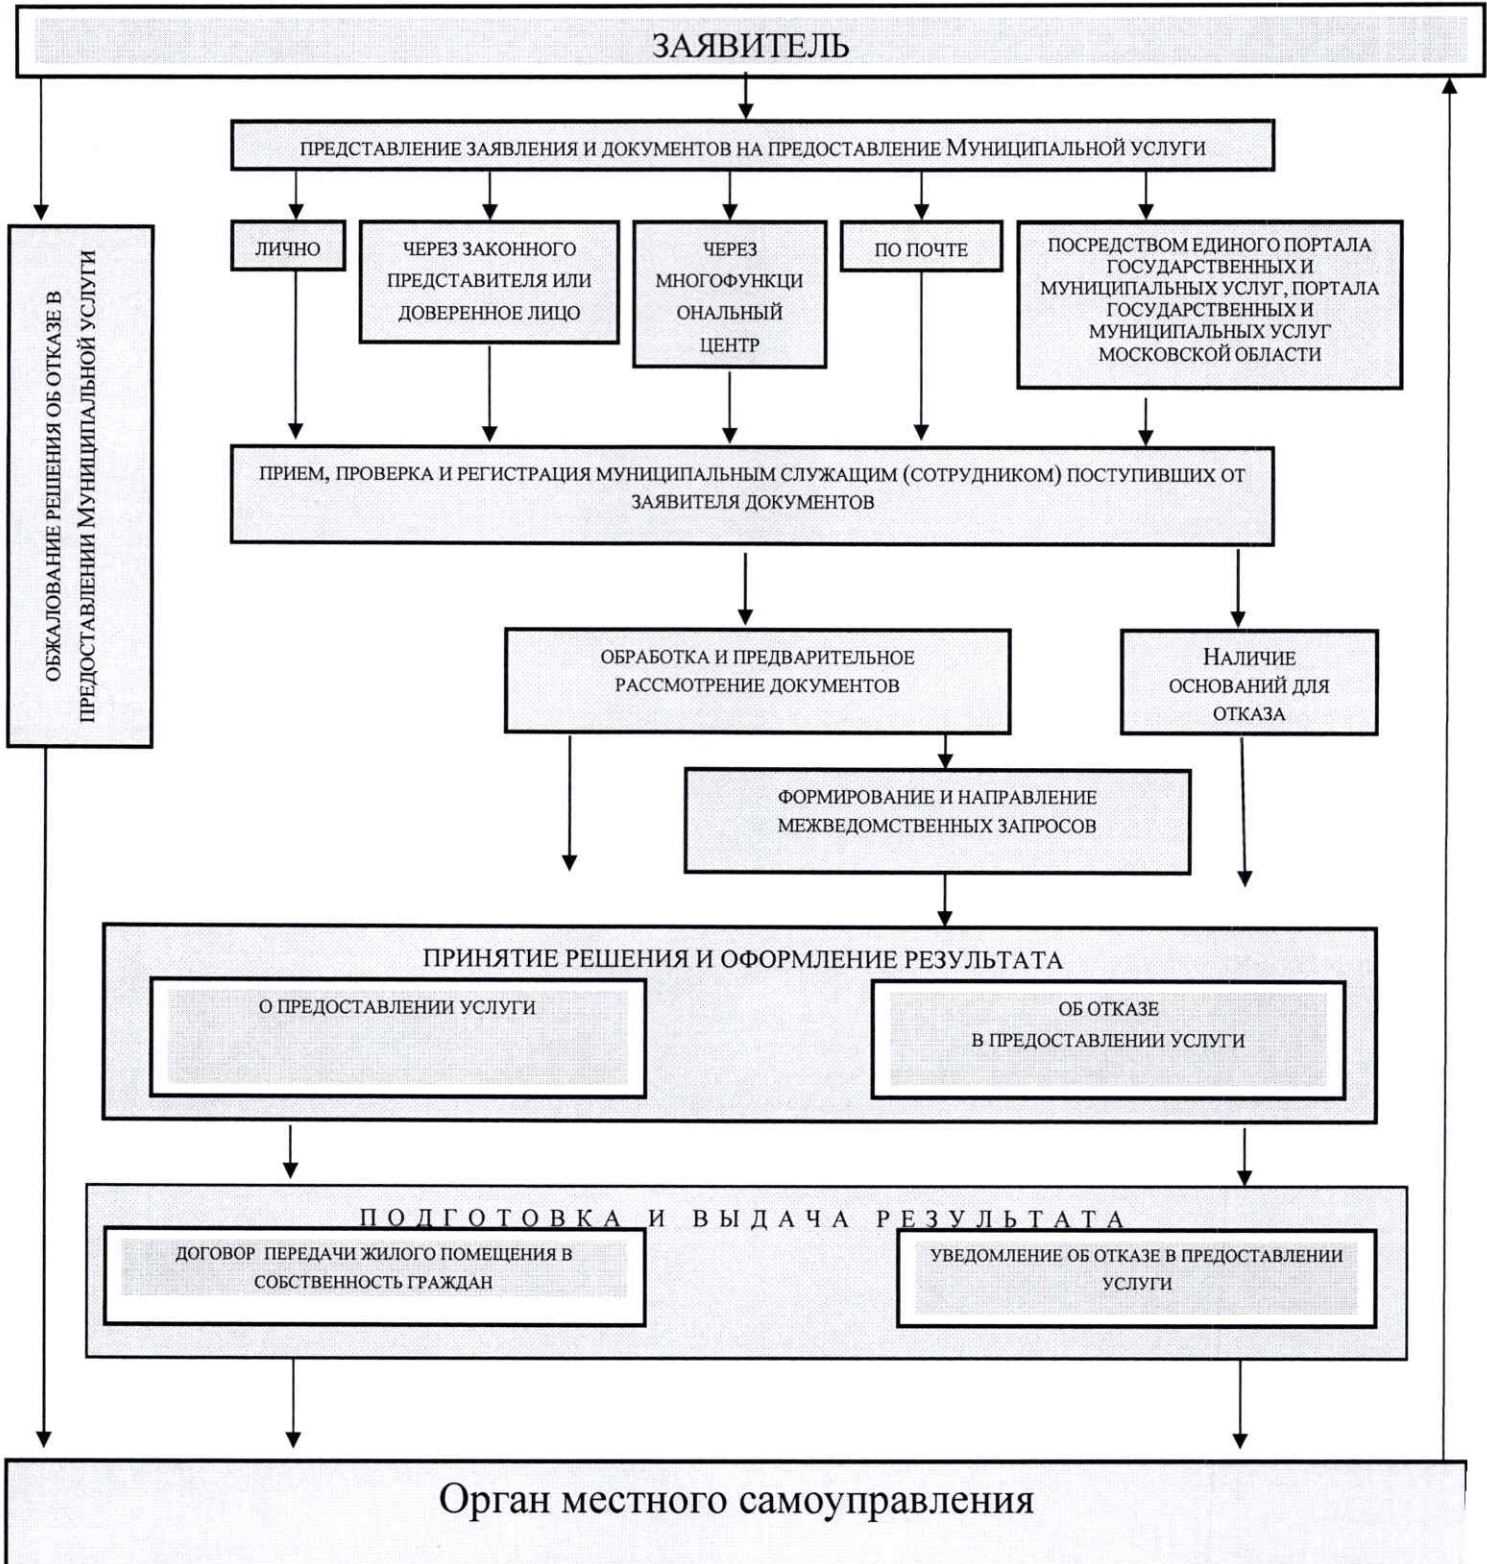 ЗАЯВИТЕЛЬ
ПРЕДСТАВЛЕНИЕ ЗАЯВЛЕНИЯ И ДОКУМЕНТОВ НА ПРЕДОСТАВЛЕНИЕ МУНИЦИПАЛЬНОЙ УСЛУГИ
ЛИЧНО
ЧЕРЕЗ ЗАКОННОГО
ПРЕДСТАВИТЕЛЯ ИЛИ
ДОВЕРЕННОЕ ЛИЦО
ЧЕРЕЗ
МНОГОФУНКЦИ
ОНАЛЬНЫЙ
ЦЕНТР
ПО ПОЧТЕ
ПОСРЕДСТВОМ ЕДИНОГО ПОРТАЛА
ГОСУДАРСТВЕННЫХ И
МУНИЦИПАЛЬНЫХ УСЛУГ, ПОРТАЛА
ГОСУДАРСТВЕННЫХ И
МУНИЦИПАЛЬНЫХ УСЛУГ
МОСКОВСКОЙ ОБЛАСТИ
ОБЖАЛОВАНИЕ РЕШЕНИЯ ОБ ОТКАЗЕ В
ПРЕДОСТАВЛЕНИИ МУНИЦИПАЛЬНОЙ УСЛУГИ
ПРИЕМ, ПРОВЕРКА И РЕГИСТРАЦИЯ МУНИЦИПАЛЬНЫМ СЛУЖАЩИМ (СОТРУДНИКОМ) ПОСТУПИВШИХ ОТ
ЗАЯВИТЕЛЯ ДОКУМЕНТОВ
ОБРАБОТКА И ПРЕДВАРИТЕЛЬНОЕ
РАССМОТРЕНИЕ ДОКУМЕНТОВ
НАЛИЧИЕ
ОСНОВАНИЙ ДЛЯ
ОТКАЗА
ФОРМИРОВАНИЕ И НАПРАВЛЕНИЕ
МЕЖВЕДОМСТВЕННЫХ ЗАПРОСОВ
ПРИНЯТИЕ РЕШЕНИЯ И ОФОРМЛЕНИЕ РЕЗУЛЬТАТА
О ПРЕДОСТАВЛЕНИИ УСЛУГИ
ОБ ОТКАЗЕ
В ПРЕДОСТАВЛЕНИИ УСЛУГИ
ПОДГОТОВКА И ВЫДАЧА РЕЗУЛЬТАТА
ДОГОВОР ПЕРЕДАЧИ ЖИЛОГО ПОМЕЩЕНИЯ В
СОБСТВЕННОСТЬ ГРАЖДАН
УВЕДОМЛЕНИЕ ОБ ОТКАЗЕ В ПРЕДОСТАВЛЕНИИ
УСЛУГИ
Орган местного самоуправления